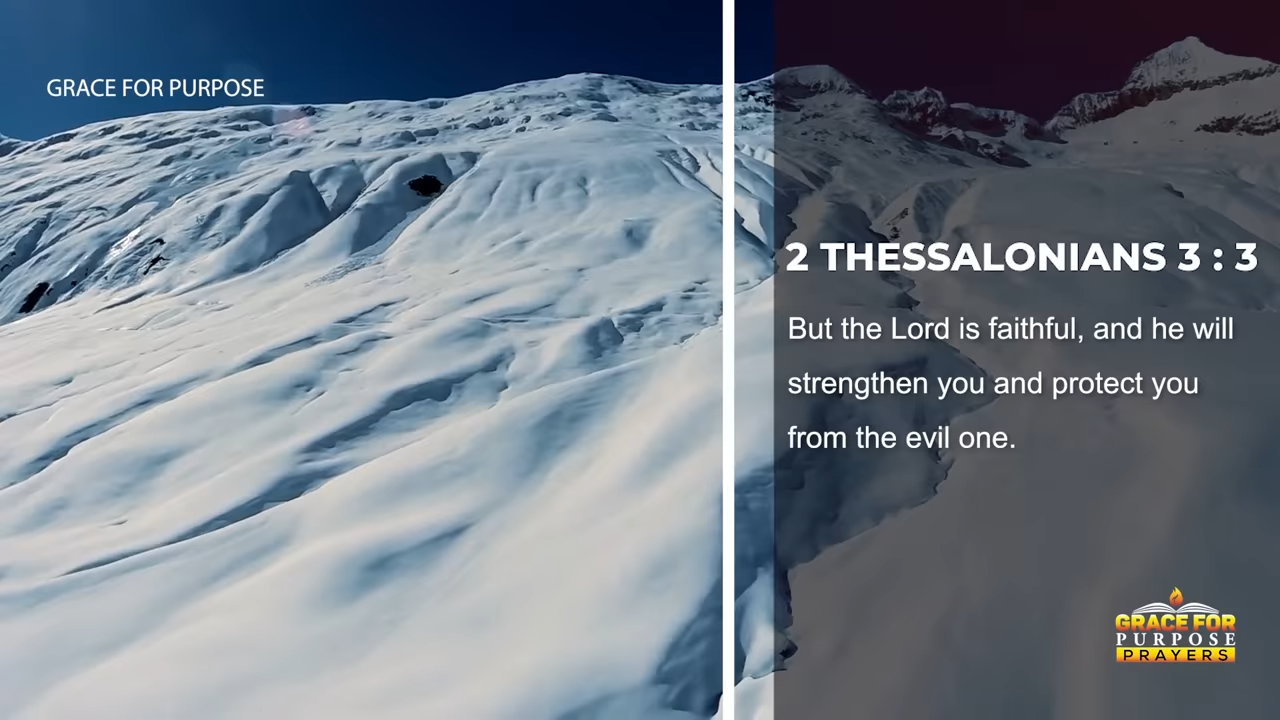 GRACE FOR PURPOSE
2 THESSALONIANS 3 : 3
But the Lord is faithful, and he will
strengthen you and protect you
from the evil one.
GRACE FOR
PURPOSE
PRAYERS